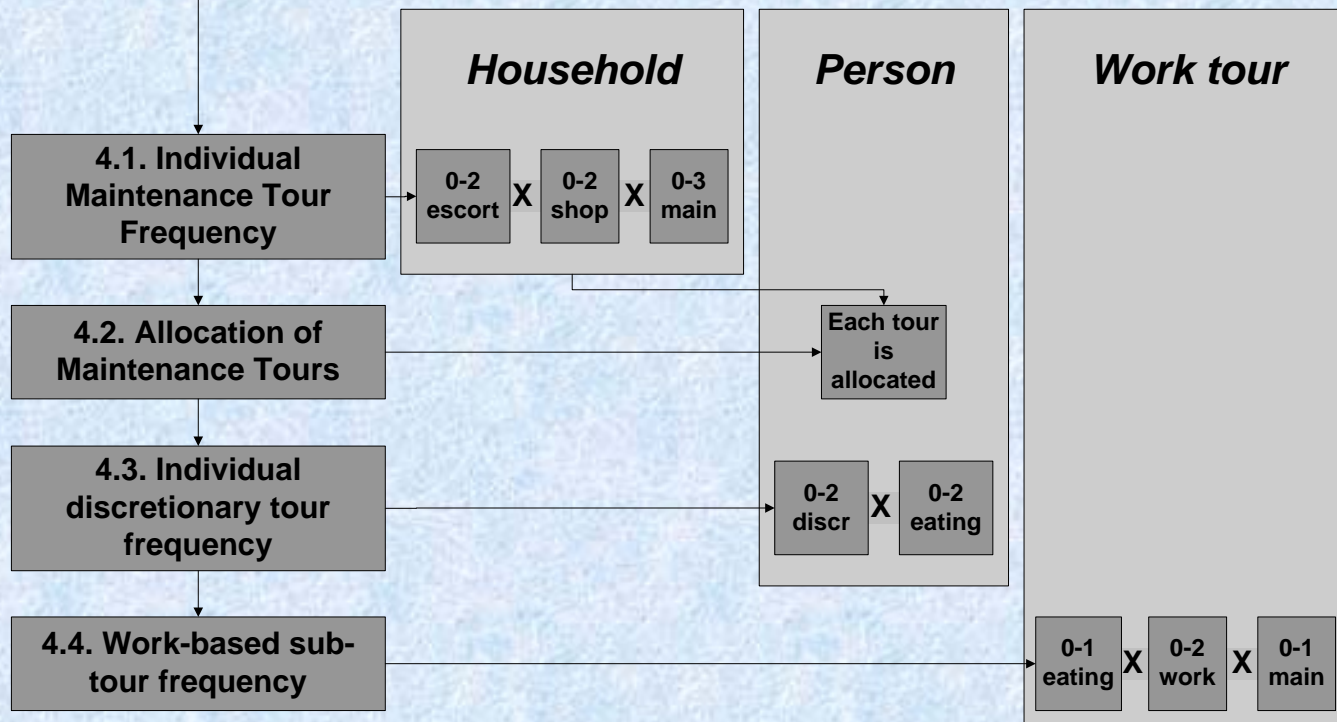 Household
Person
Work tour
4.1. Individual
Maintenance Tour
Frequency
0-2
escort
X
0-2
shop
X
0-3
main
4.2. Allocation of
Maintenance Tours
Each tour
is
allocated
4.3. Individual
discretionary tour
frequency
0-2
discr
X
0-2
eating
4.4. Work-based sub-
tour frequency
0-1
eating
X
0-2
work
X
0-1
main